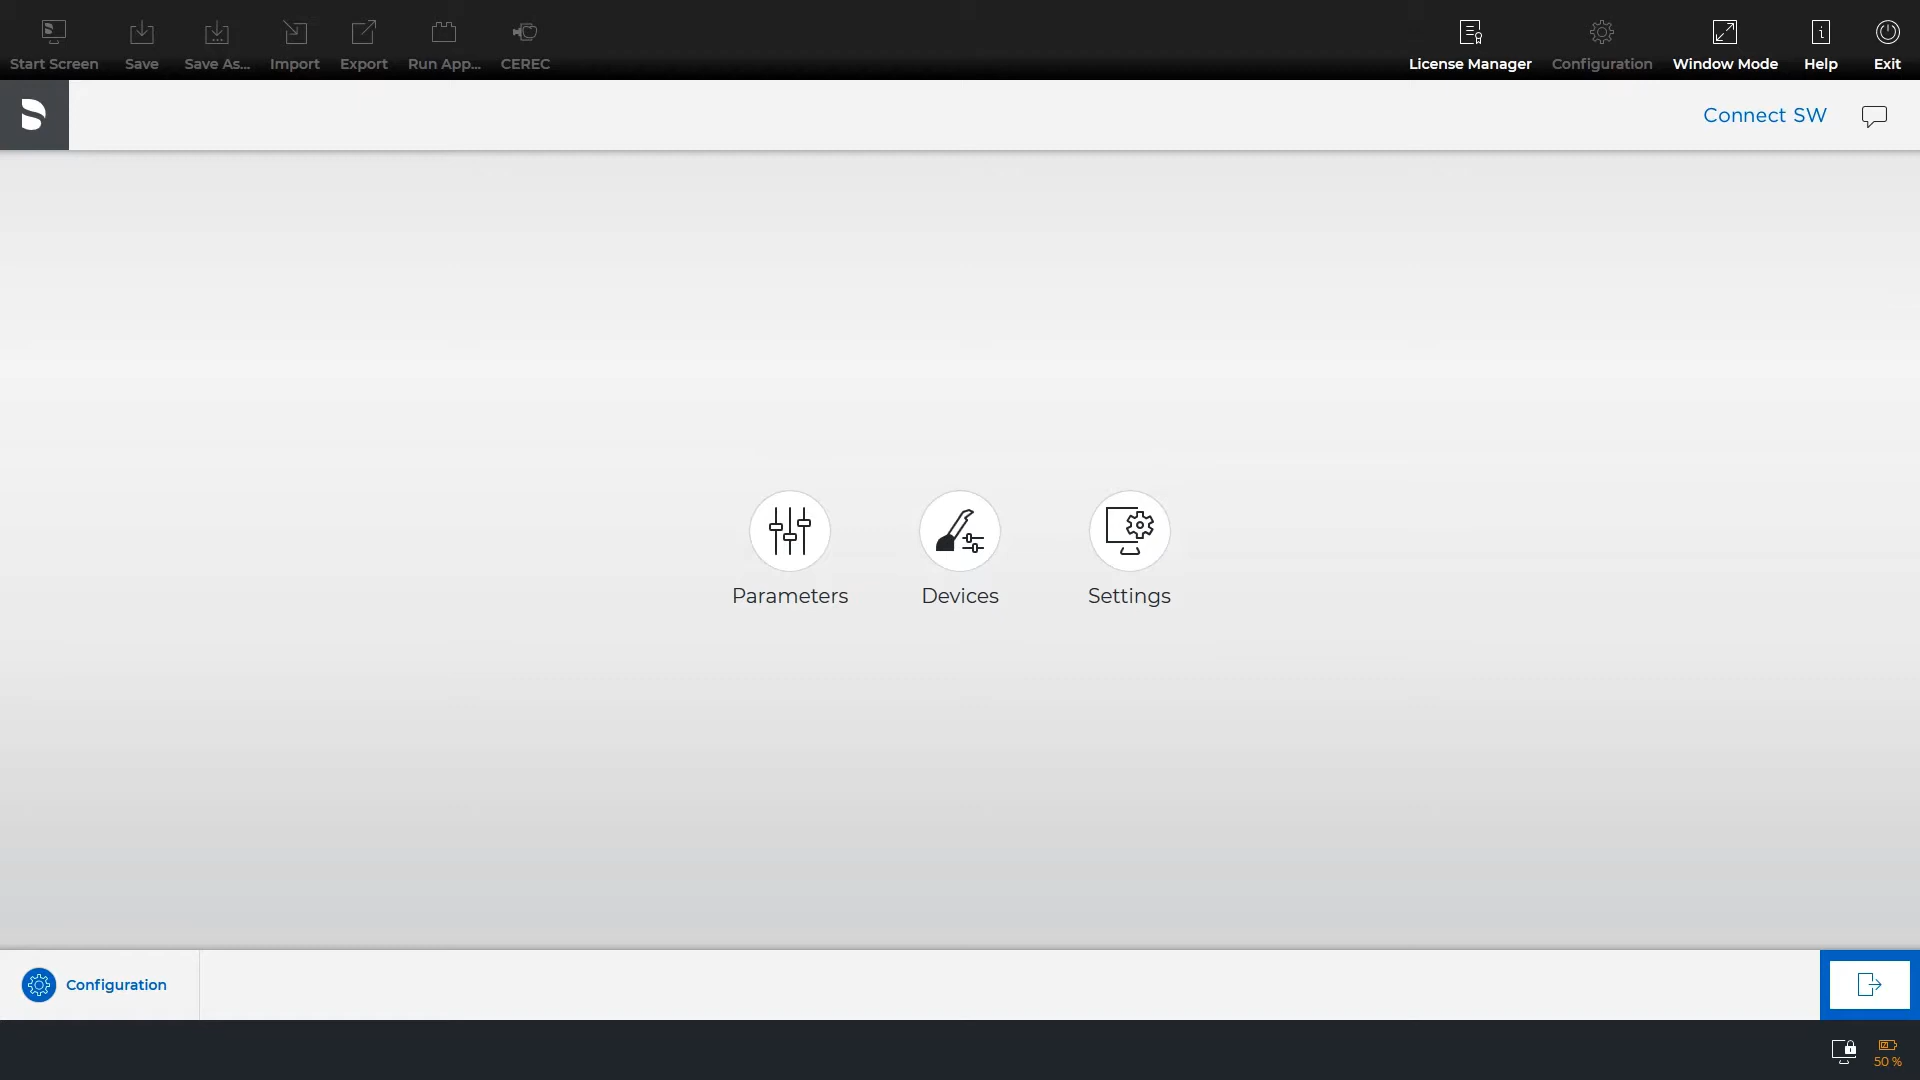 Start Screen
Save
Save As...
Import
Export
Run App...
CEREC
License Manager
Configuration
Window Mode
Help
Exit
Connect SW
Parameters
Devices
Settings
Configuration
50 %